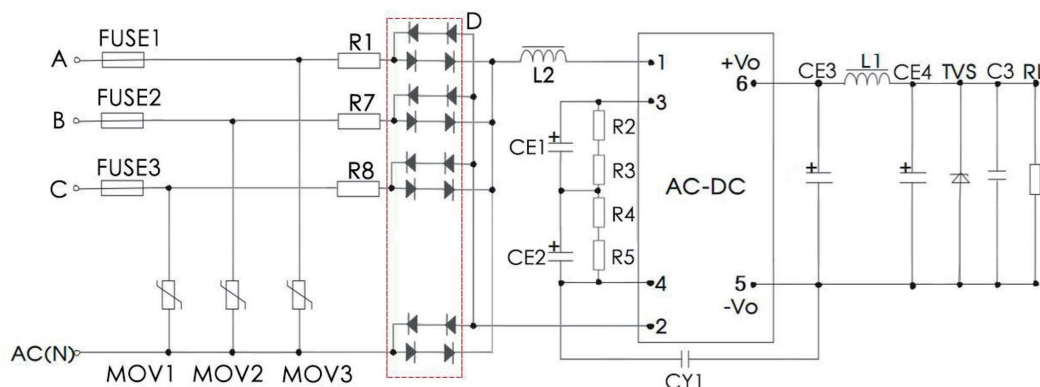 D
FUSE1
R1
A
L2
1
+Vo
6
CE3
L1
CE4
TVS
C3
FUSE2
R7
B
3
R2
CE1
R3
FUSE3
R8
C
AC-DC
R4
CE2
R5
4
5
-Vo
2
AC(N)
MOV1
MOV2
MOV3
CY1